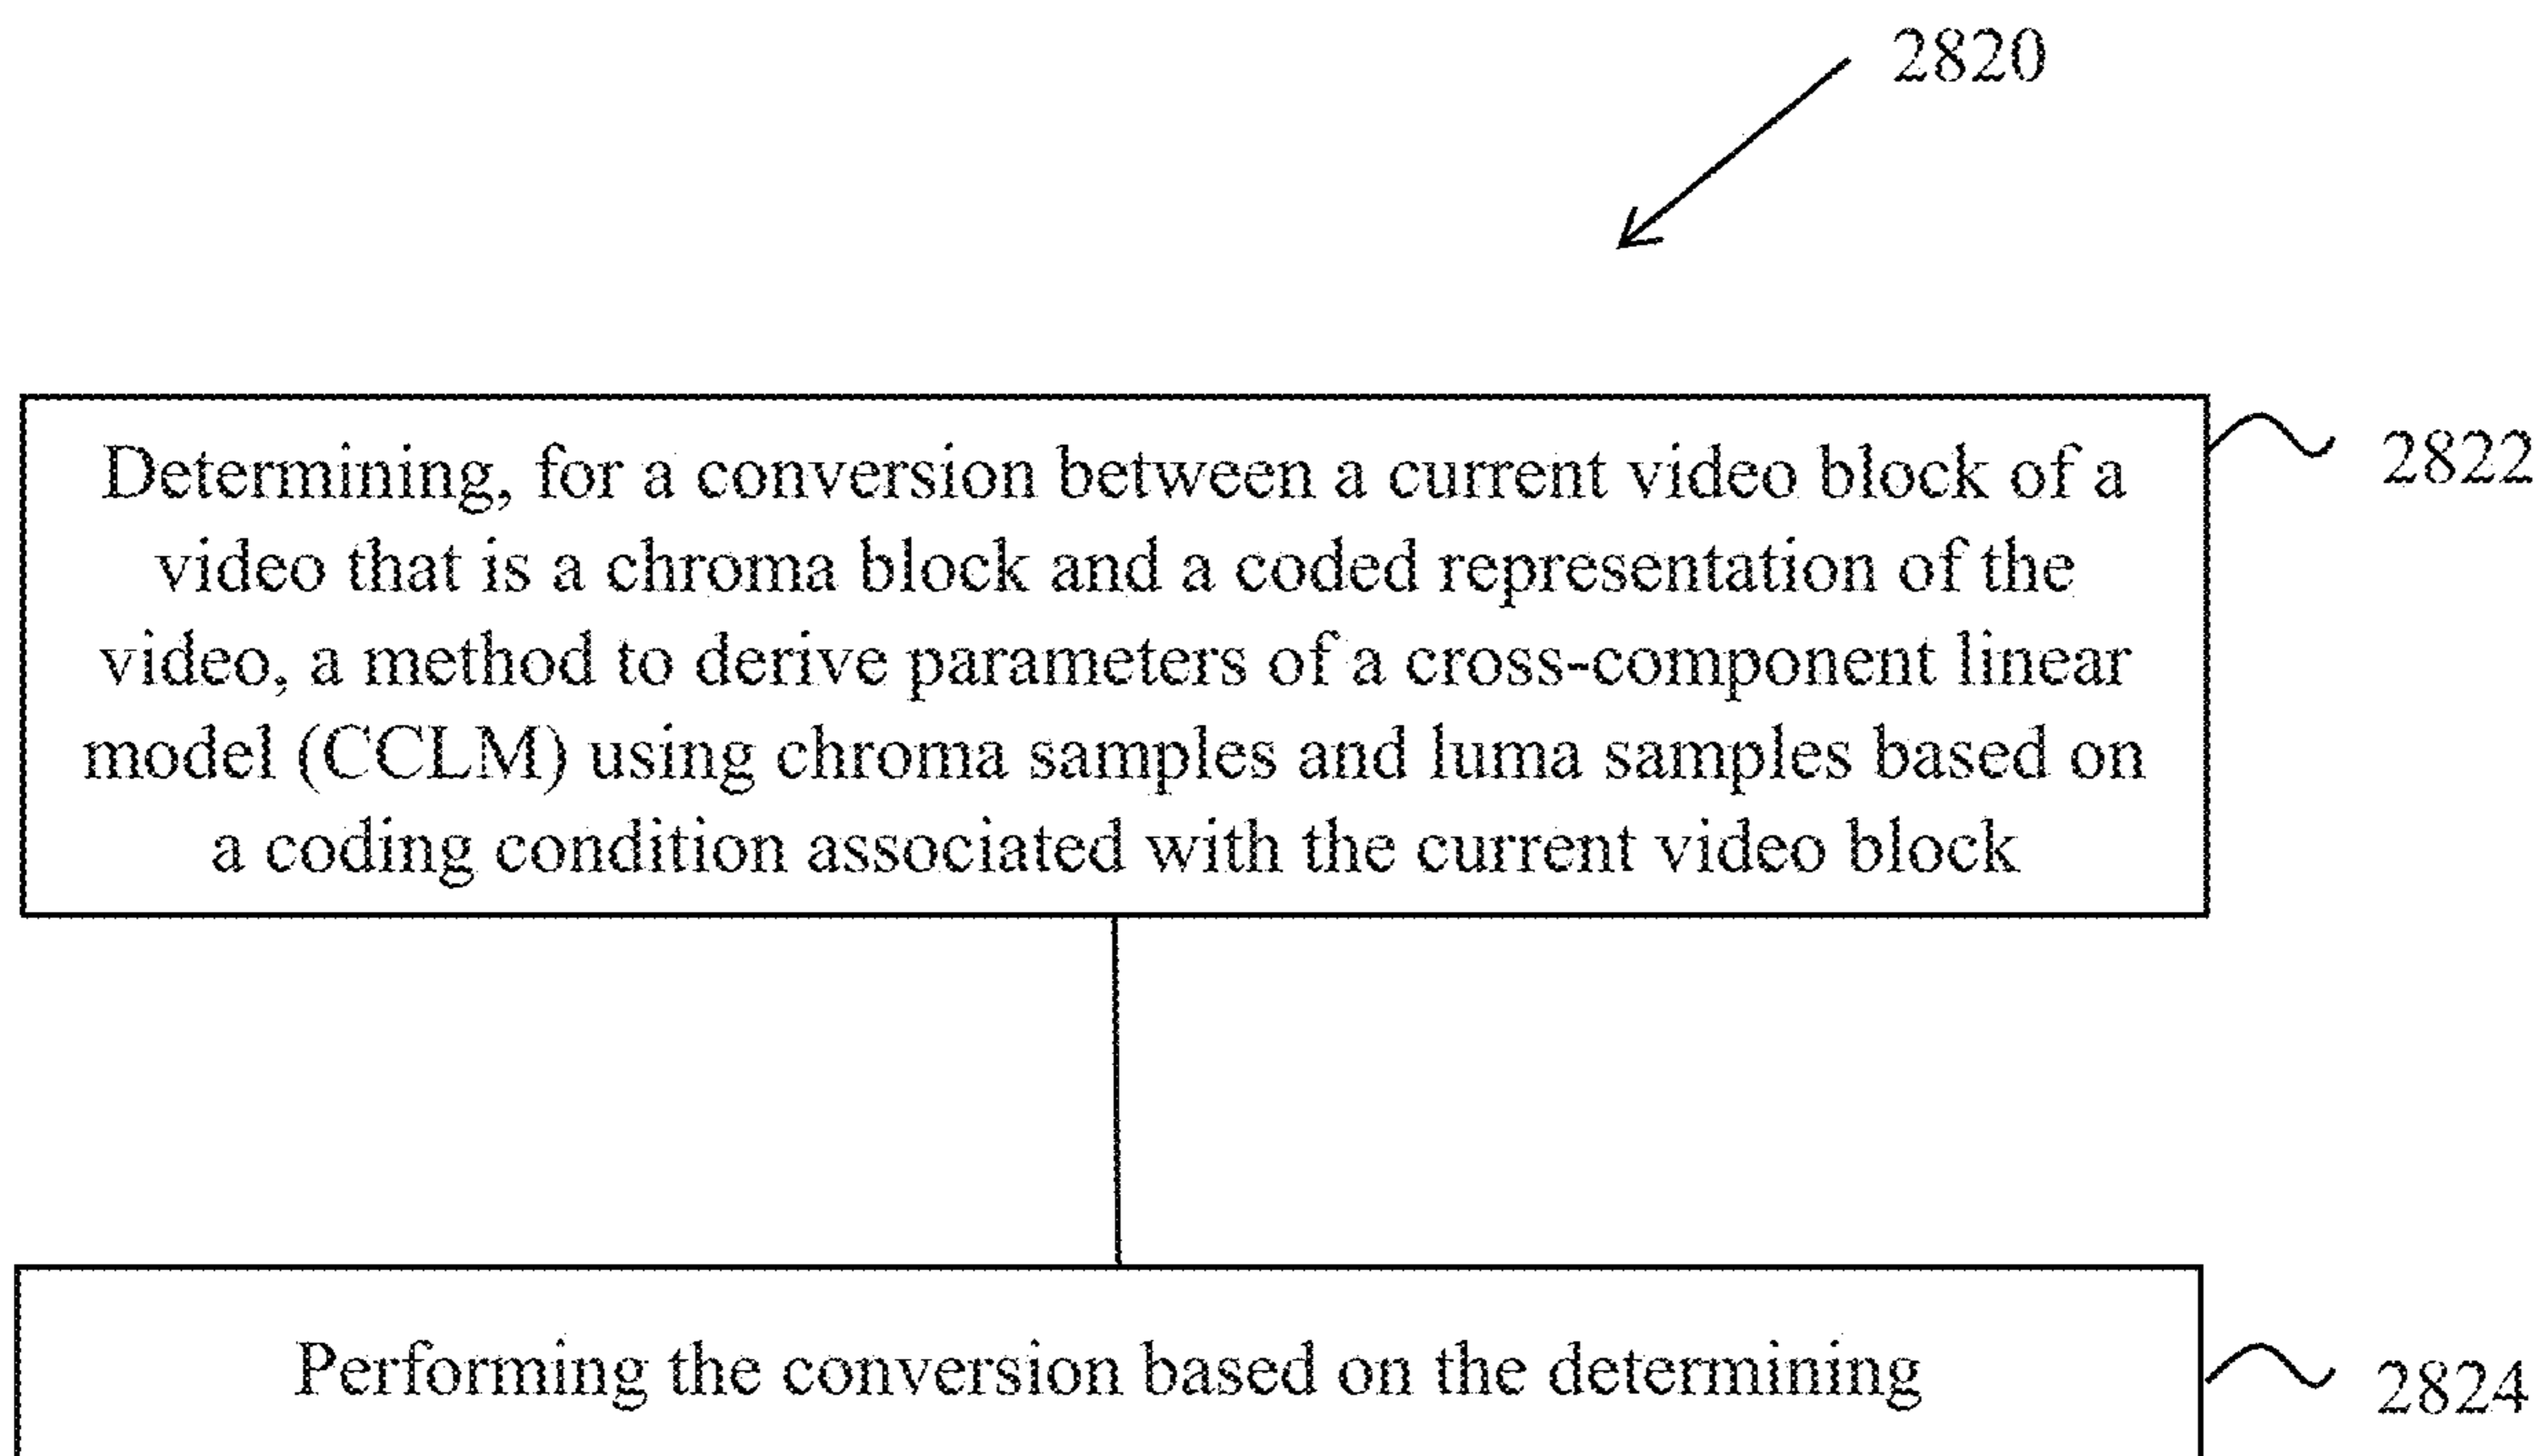 2820
Determining, for a conversion between a current video block of a
video that is a chroma block and a coded representation of the
video, a method to derive parameters of a cross-component linear
model (CCLM) using chroma samples and luma samples based on
a coding condition associated with the current video block
2822
Performing the conversion based on the determining
2824